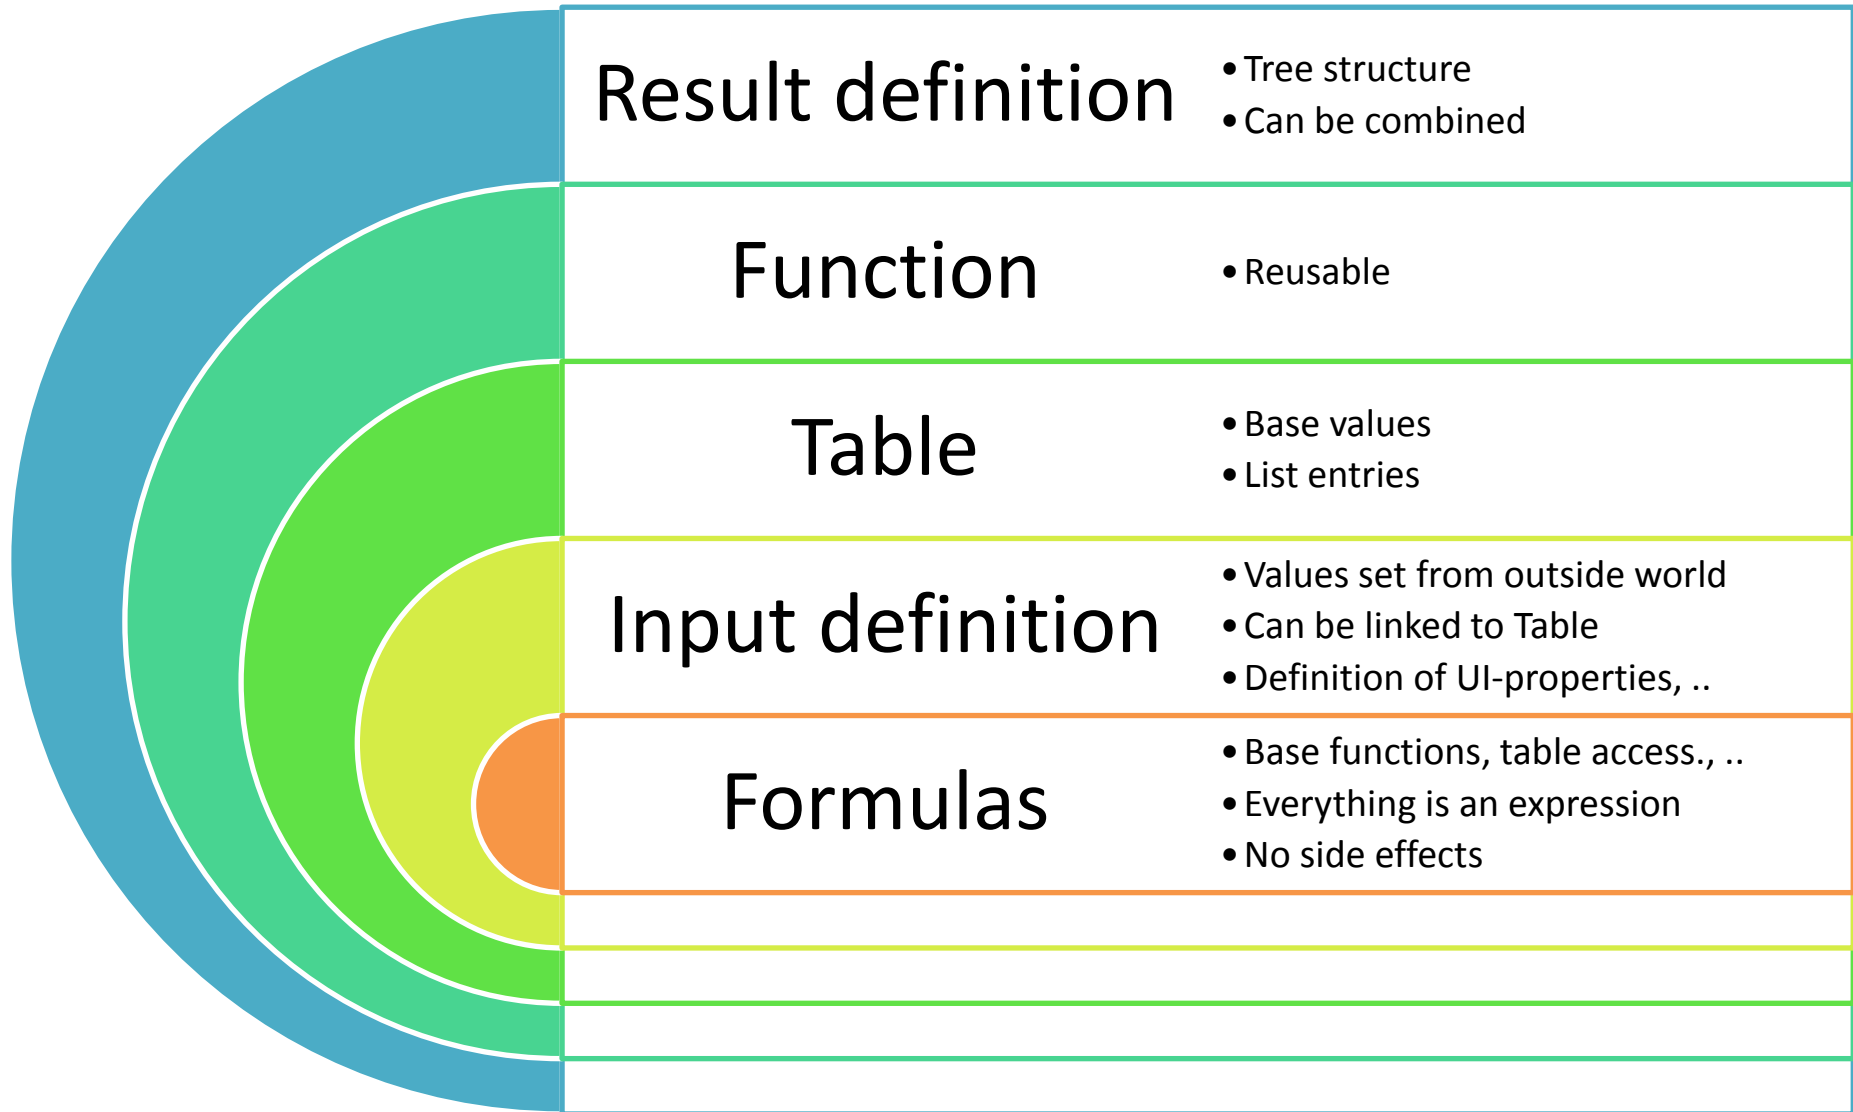 Result definition
• Tree structure
• Can be combined
Function
• Reusable
Table
• Base values
• List entries
Input definition
• Values set from outside world
• Can be linked to Table
• Definition of UI-properties, ..
Formulas
• Base functions, table access., ..
• Everything is an expression
• No side effects